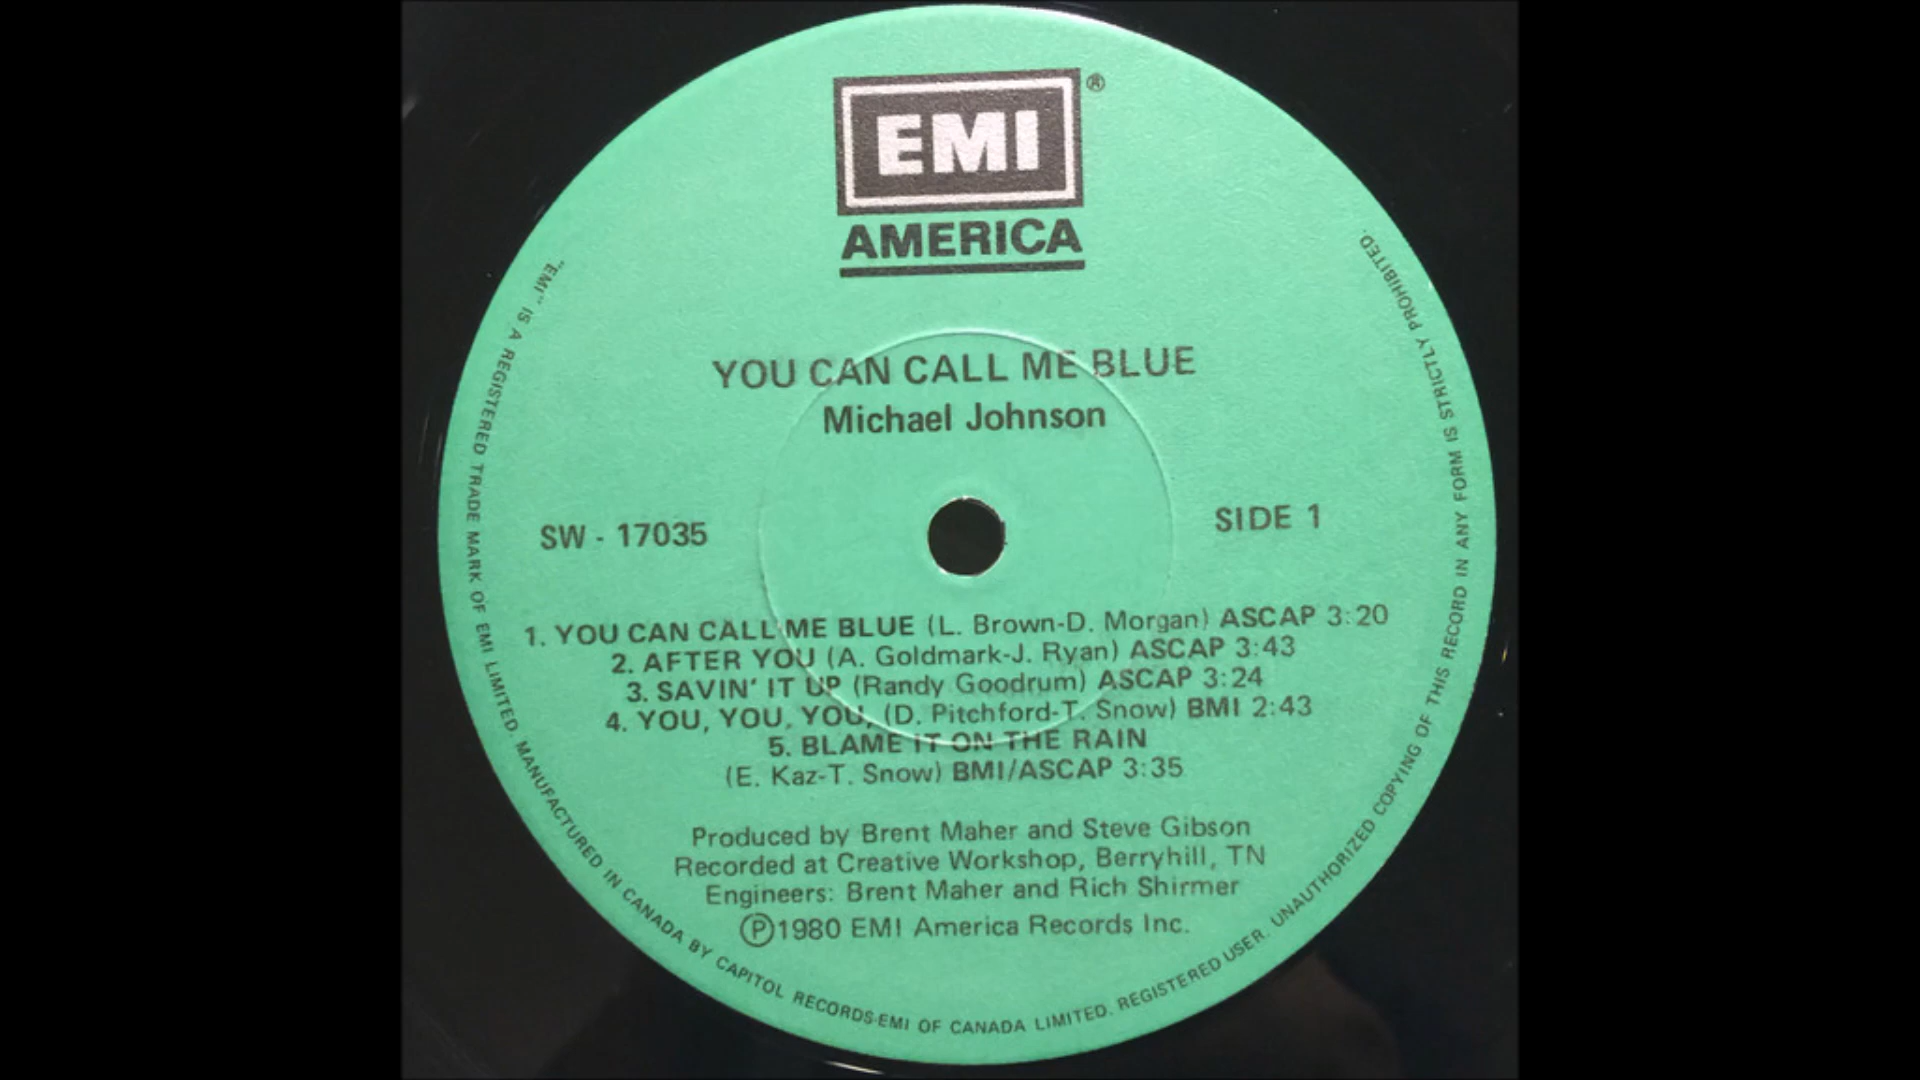 EMI®
AMERICA
YOU CAN CALL ME BLUE
Michael Johnson
SW - 17035
SIDE 1
1. YOU CAN CALL ME BLUE (L. Brown-D. Morgan) ASCAP 3:20
2. AFTER YOU (A. Goldmark-J. Ryan) ASCAP 3:43
3. SAVIN' IT UP (Randy Goodrum) ASCAP 3:24
4. YOU, YOU, YOU, (D. Pitchford-T. Snow) BMI 2:43
5. BLAME IT ON THE RAIN
(E. Kaz-T. Snow) BMI/ASCAP 3:35
Produced by Brent Maher and Steve Gibson
Recorded at Creative Workshop, Berryhill, TN
Engineers: Brent Maher and Rich Shirmer
Ⓟ1980 EMI America Records Inc.
"EMI" IS A REGISTERED TRADE MARK OF EMI LIMITED. MANUFACTURED IN CANADA BY CAPITOL RECORDS-EMI OF CANADA LIMITED. REGISTERED USER. UNAUTHORIZED COPYING OF THIS RECORD IN ANY FORM IS STRICTLY PROHIBITED.